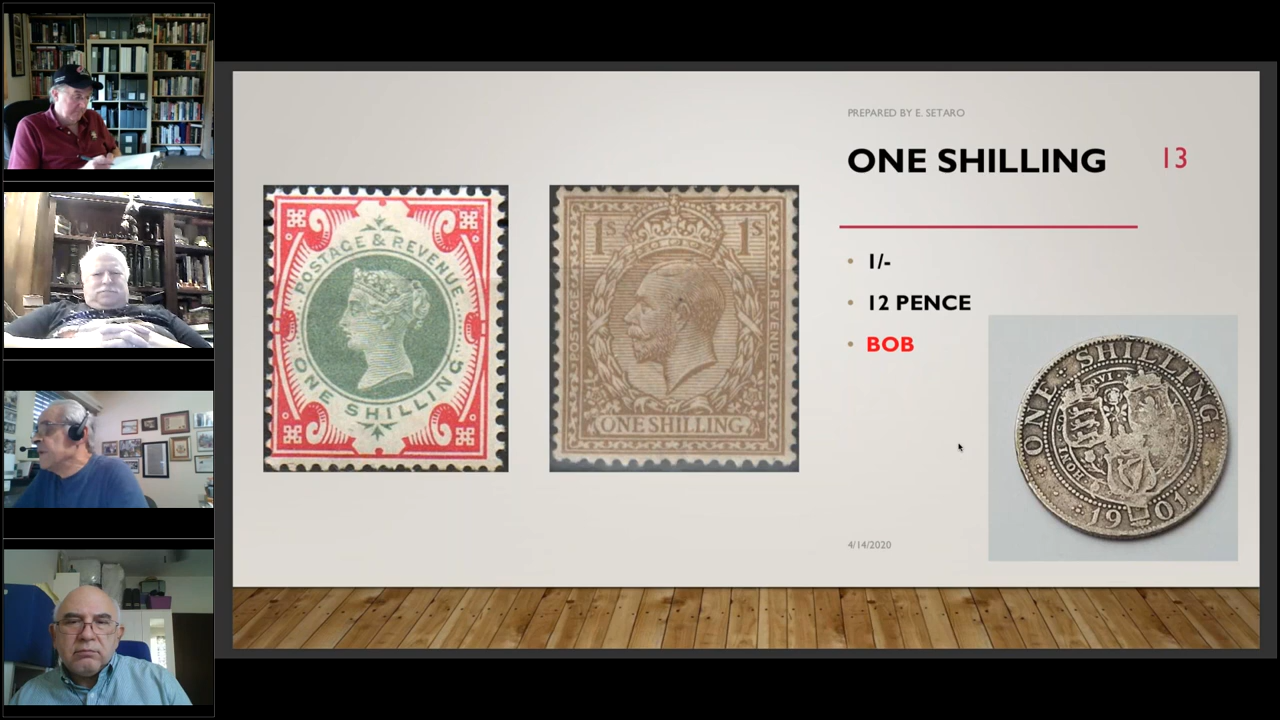 PREPARED BY E. SETARO
ONE SHILLING
13
1/-
12 PENCE
BOB
4/14/2020
POSTAGE & REVENUE
ONE SHILLING
1S 1S
POSTAGE REVENUE
ONE SHILLING
ONE SHILLING
1901